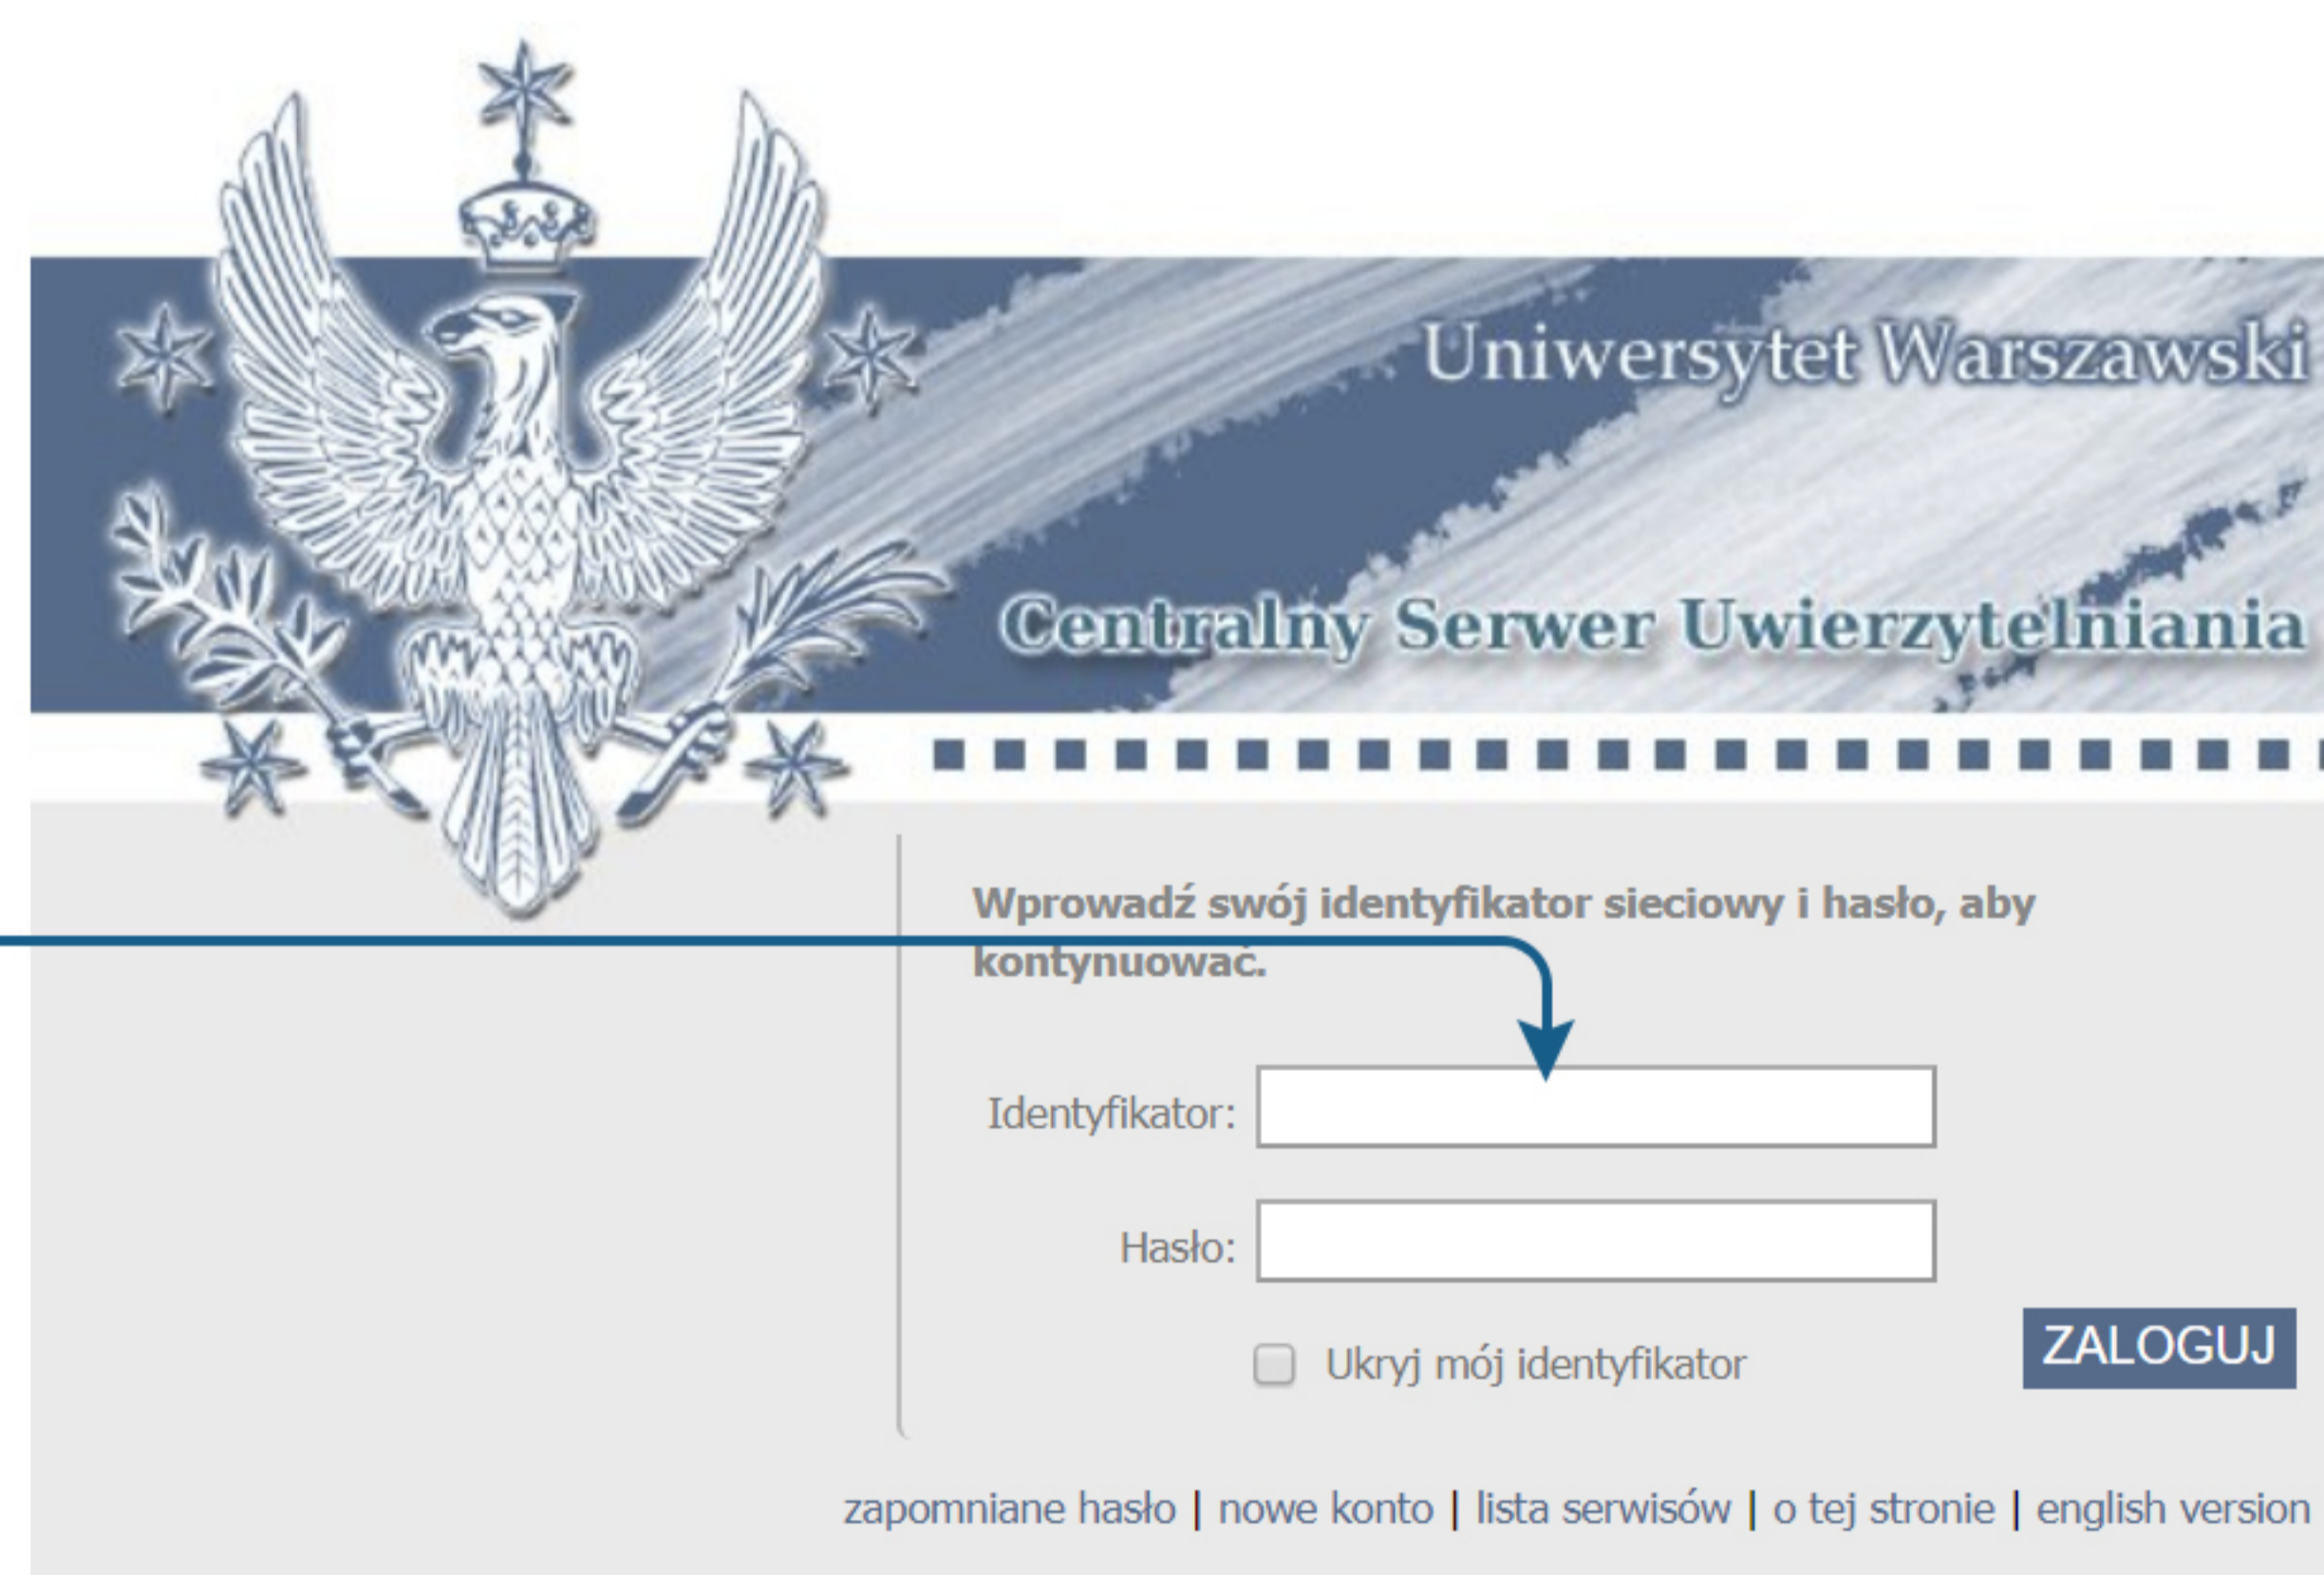 Uniwersytet Warszawski
Centralny Serwer Uwierzytelniania
Wprowadź swój identyfikator sieciowy i hasło, aby
kontynuować.
Identyfikator:
Hasło:
Ukryj mój identyfikator
ZALOGUJ
zapomniane hasło | nowe konto | lista serwisów | o tej stronie | english version